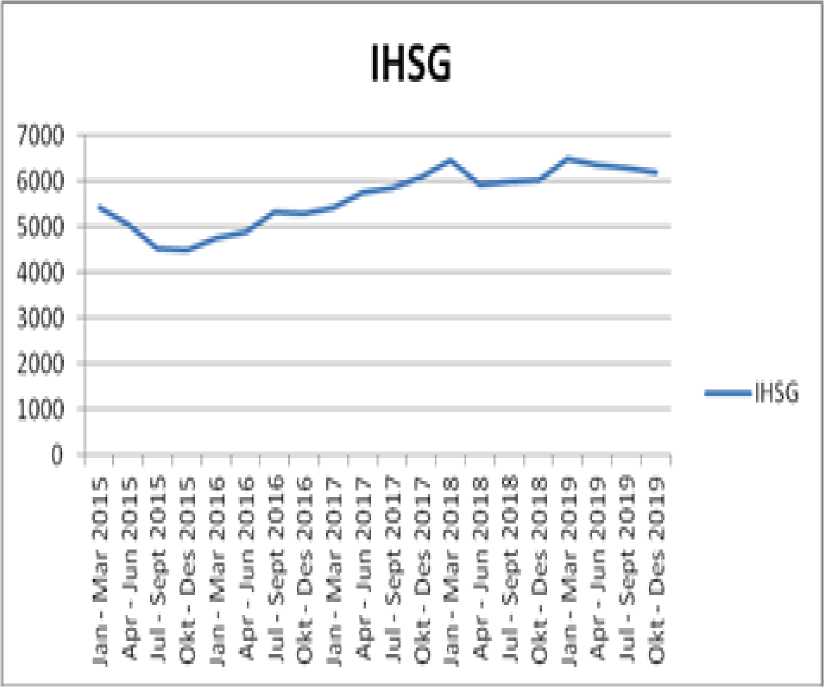 IHSG
7000
6000
5000
4000
3000
2000
1000
0
Jan - Mar 2015
Apr - Jun 2015
Jul - Sept 2015
Okt - Des 2015
Jan - Mar 2016
Apr - Jun 2016
Jul - Sept 2016
Okt - Des 2016
Jan - Mar 2017
Apr - Jun 2017
Jul - Sept 2017
Okt - Des 2017
Jan - Mar 2018
Apr - Jun 2018
Jul - Sept 2018
Okt - Des 2018
Jan - Mar 2019
Apr - Jun 2019
Jul - Sept 2019
Okt - Des 2019
IHSG